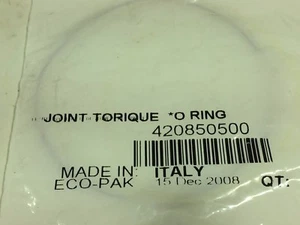 JOINT TORIQUE *O RING
420850500
MADE IN: ITALY
ECO-PAK 15 Dec 2008 QT: